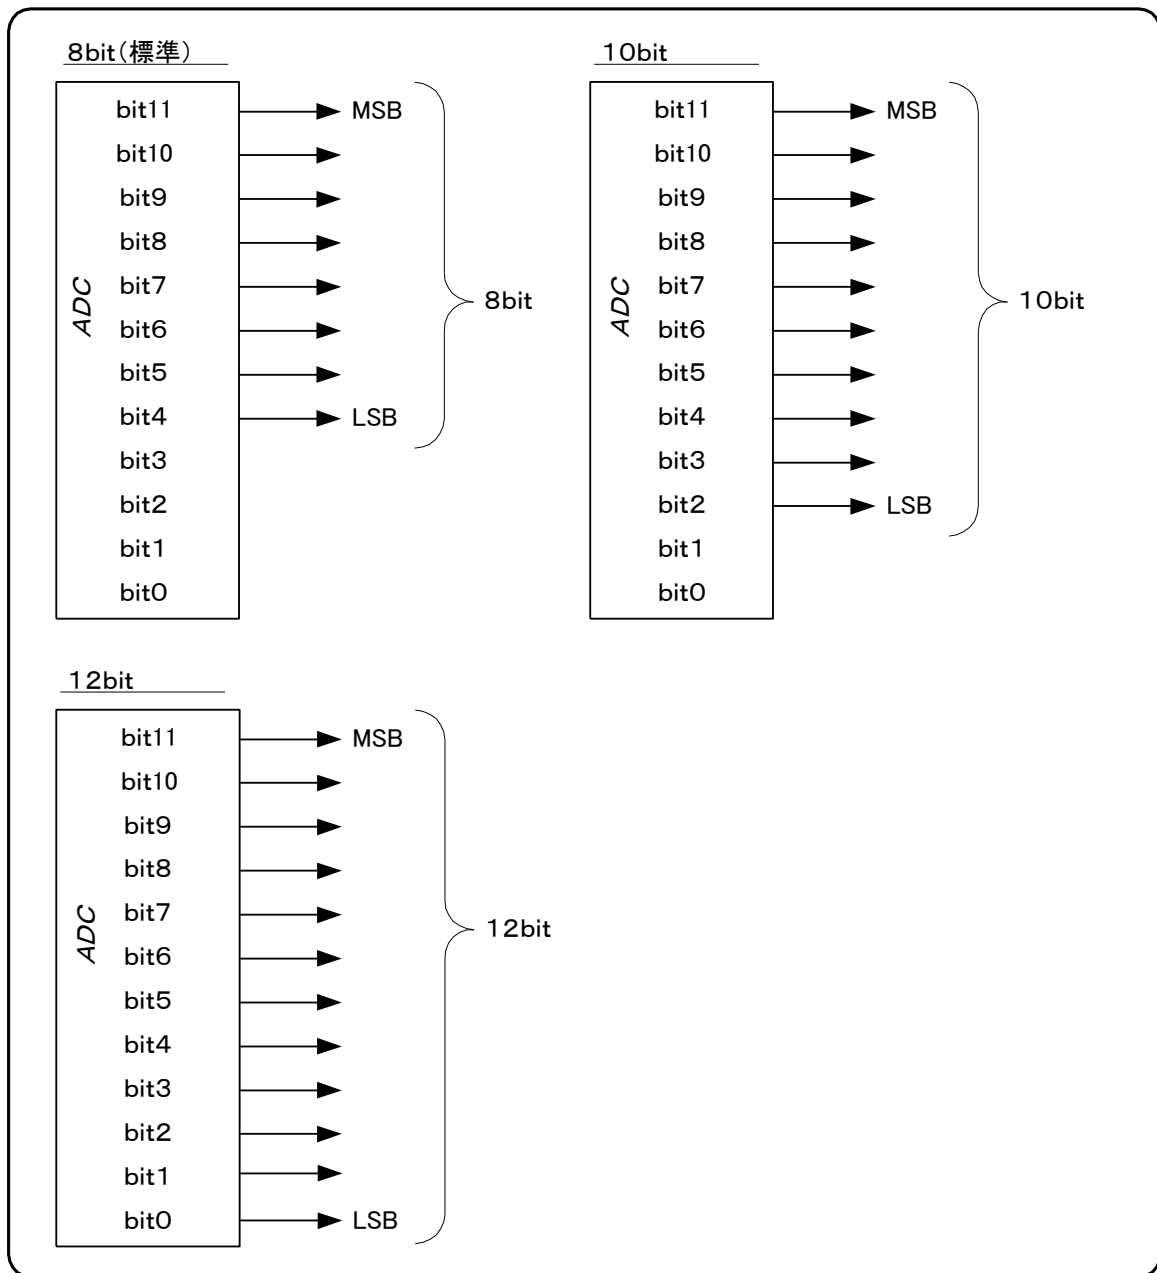 8bit(標準)
bit11
MSB
bit10
bit9
bit8
bit7
ADC
8bit
bit6
bit5
bit4
LSB
bit3
bit2
bit1
bit0
10bit
bit11
MSB
bit10
bit9
bit8
bit7
ADC
10bit
bit6
bit5
bit4
bit3
bit2
LSB
bit1
bit0
12bit
bit11
MSB
bit10
bit9
bit8
bit7
ADC
12bit
bit6
bit5
bit4
bit3
bit2
bit1
bit0
LSB